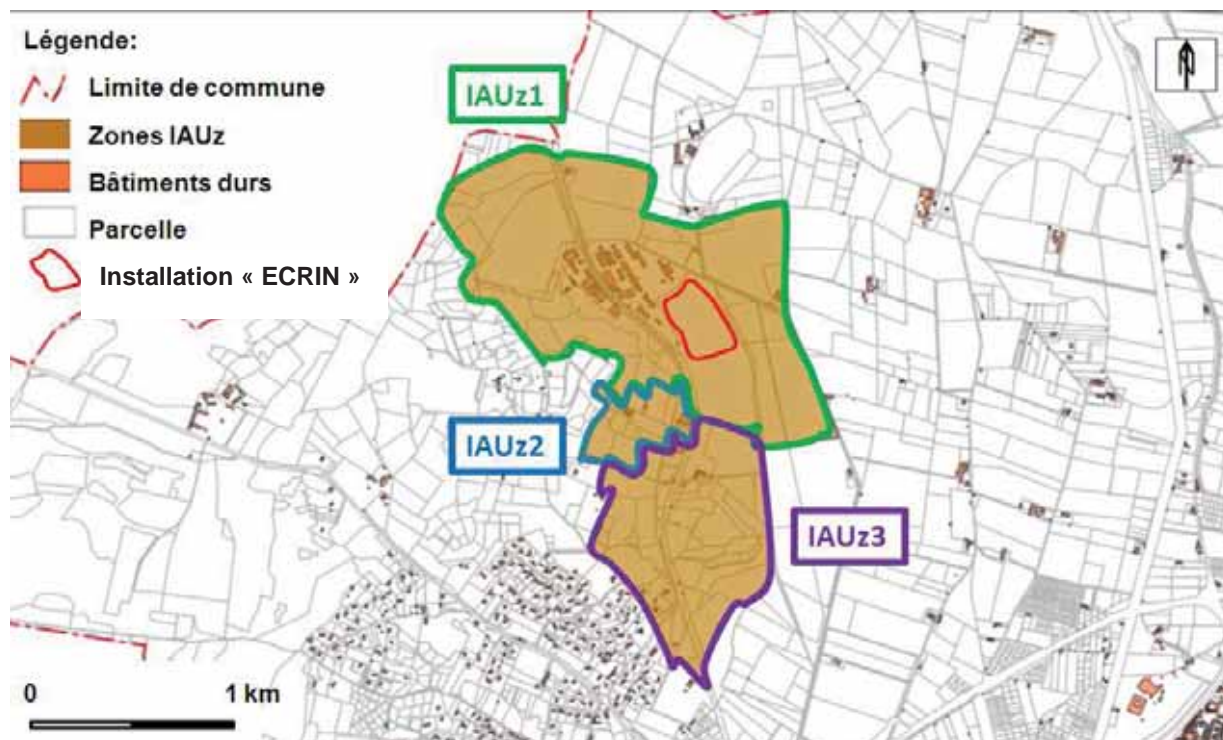 Légende:
Limite de commune
Zones IAUz
Bâtiments durs
Parcelle
Installation « ECRIN »
IAUz1
IAUz2
IAUz3
0 1 km